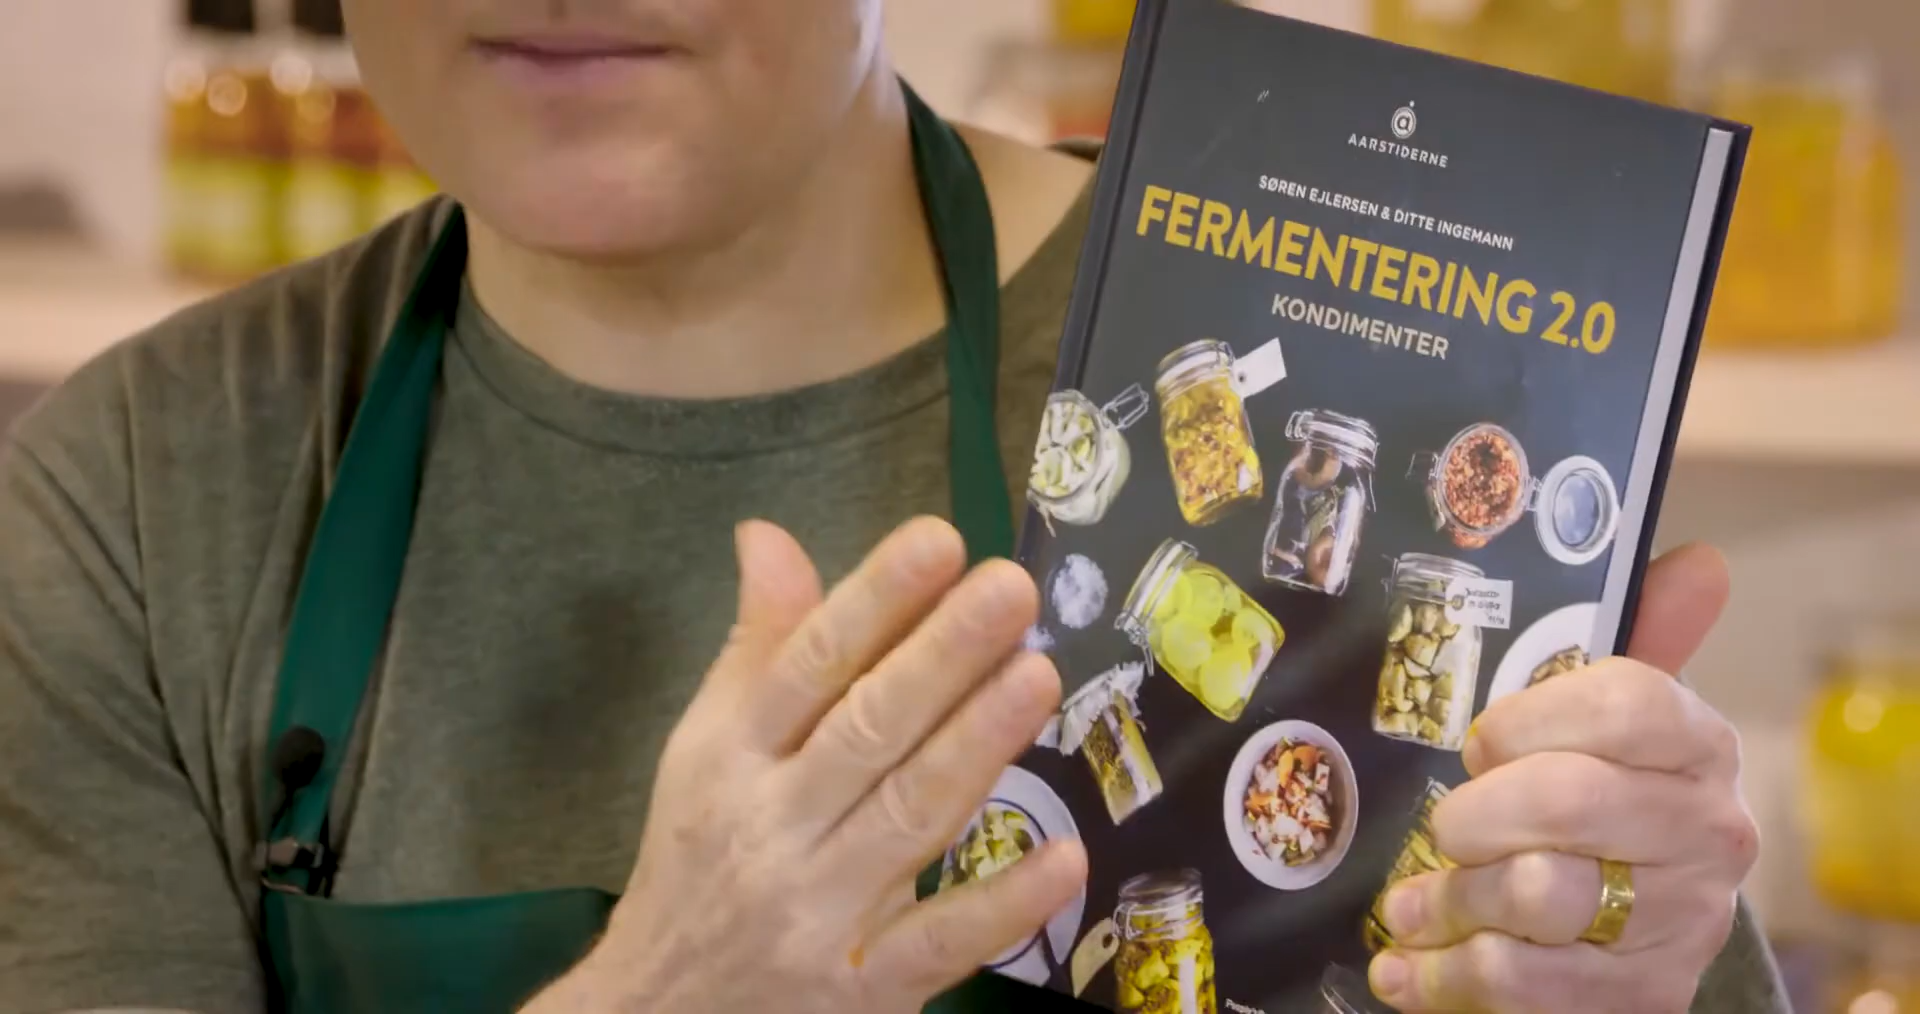 AARSTIDERNE
SØREN EJLERSEN & DITTE INGEMANN
FERMENTERING 2.0
KONDIMENTER